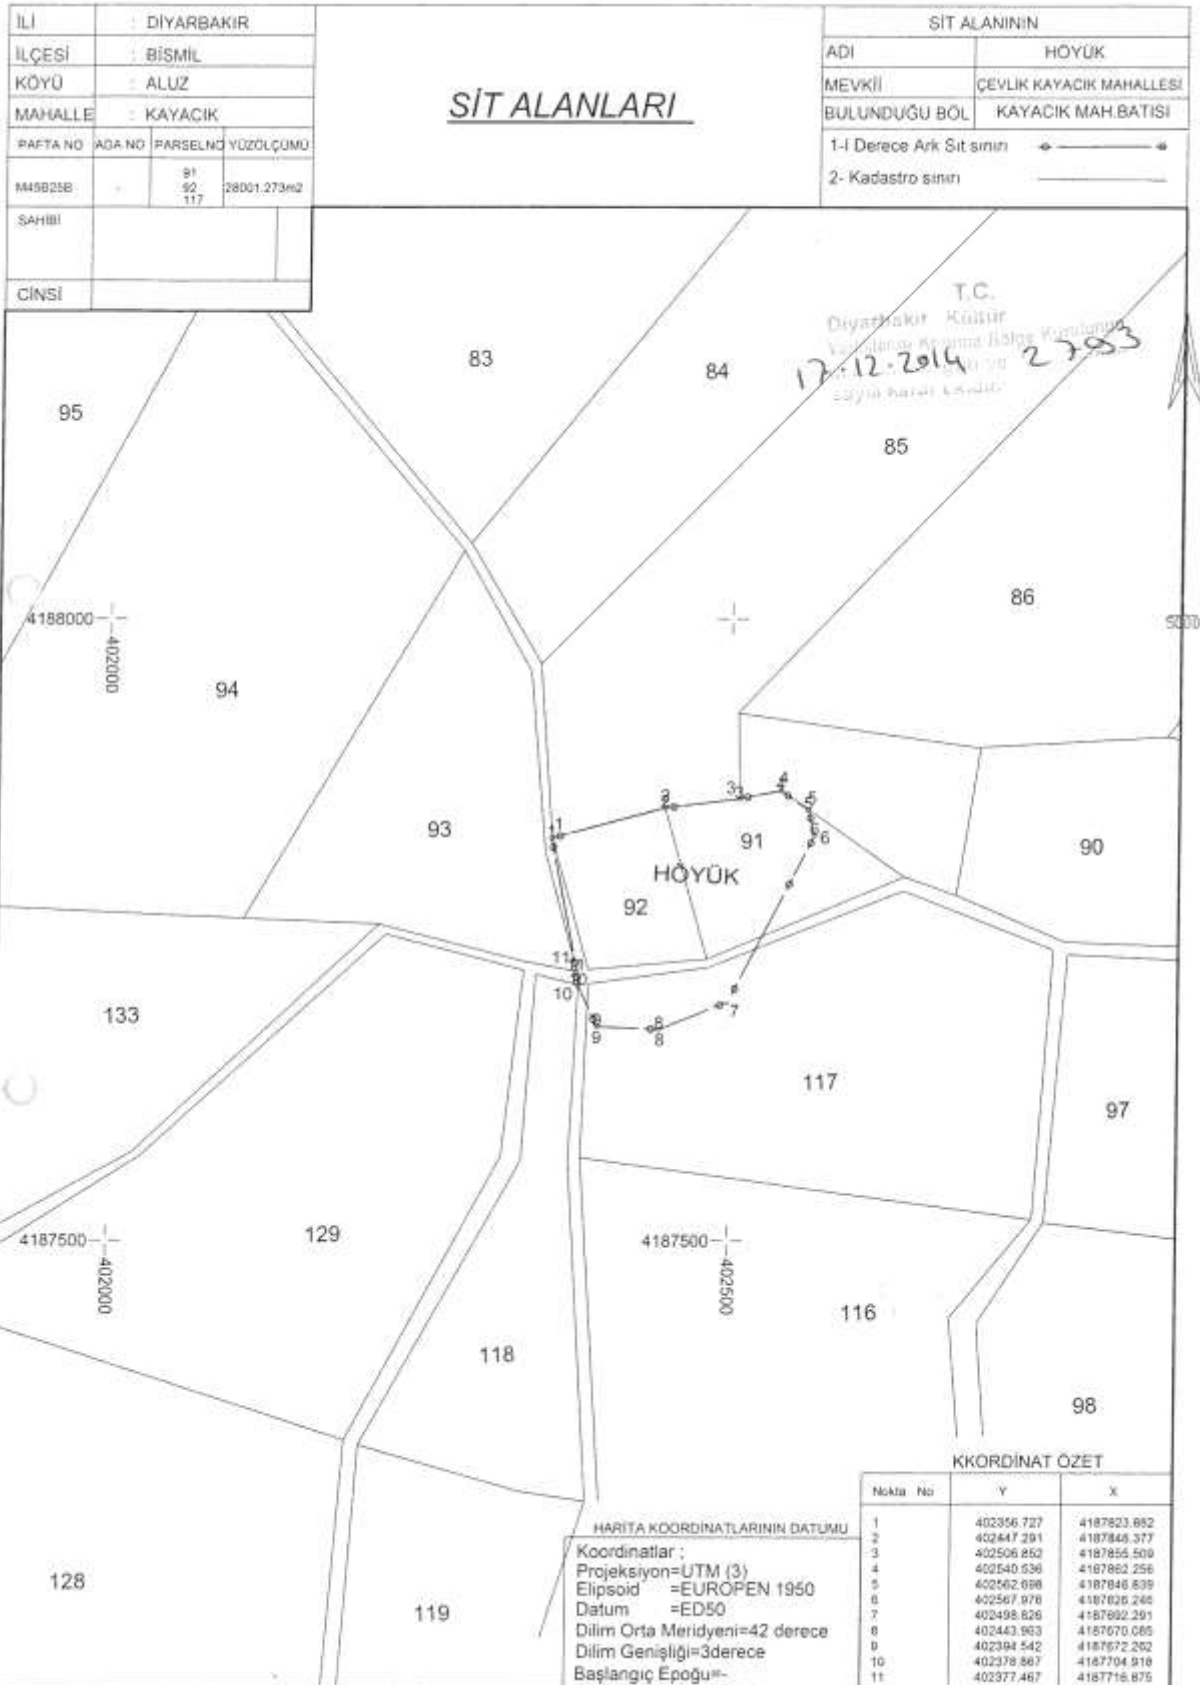 İLİ : DİYARBAKIR
İLÇESİ : BİSMİL
KÖYÜ : ALUZ
MAHALLE : KAYACIK
PAFTA NO ADA NO PARSELNO YÜZÖLÇÜMÜ
M45B25B - 91 92 117 28001.273m2
SAHİBİ
CİNSİ
SİT ALANLARI
SİT ALANININ
ADI HÖYÜK
MEVKİİ ÇEVLİK KAYACIK MAHALLESİ
BULUNDUĞU BÖL KAYACIK MAH.BATISI
1-I Derece Ark Sit sınırı
2- Kadastro sınırı
T.C.
Diyarbakır Kültür
17.12.2014 2793
83
84
95
85
86
4188000
402000
94
93
1
2
3
4
5
6
91
90
HÖYÜK
92
11
10
9
8
7
133
117
97
129
4187500
402000
4187500
402500
116
118
98
128
119
KKORDİNAT ÖZET
Nokta No Y X
1 402356.727 4187823.882
2 402447.291 4187848.377
3 402506.852 4187855.509
4 402540.536 4187862.256
5 402562.698 4187846.839
6 402567.976 4187826.246
7 402498.826 4187692.291
8 402443.963 4187670.085
9 402394.542 4187672.262
10 402378.867 4187704.918
11 402377.467 4187716.875
HARİTA KOORDİNATLARININ DATUMU
Koordinatlar ;
Projeksiyon=UTM (3)
Elipsoid =EUROPEN 1950
Datum =ED50
Dilim Orta Meridyeni=42 derece
Dilim Genişliği=3derece
Başlangıç Epoğu=-